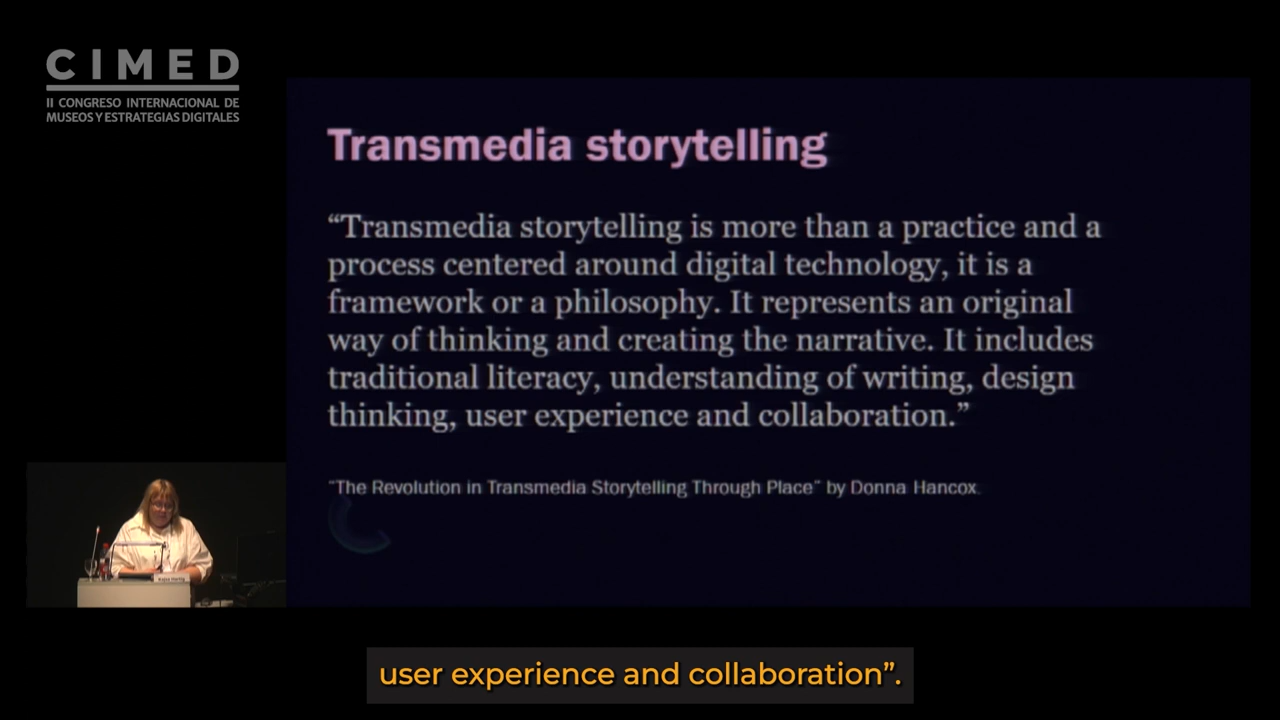 CIMED
II CONGRESO INTERNACIONAL DE
MUSEOS Y ESTRATEGIAS DIGITALES
Transmedia storytelling
“Transmedia storytelling is more than a practice and a
process centered around digital technology, it is a
framework or a philosophy. It represents an original
way of thinking and creating the narrative. It includes
traditional literacy, understanding of writing, design
thinking, user experience and collaboration.”
“The Revolution in Transmedia Storytelling Through Place” by Donna Hancox.
user experience and collaboration”.